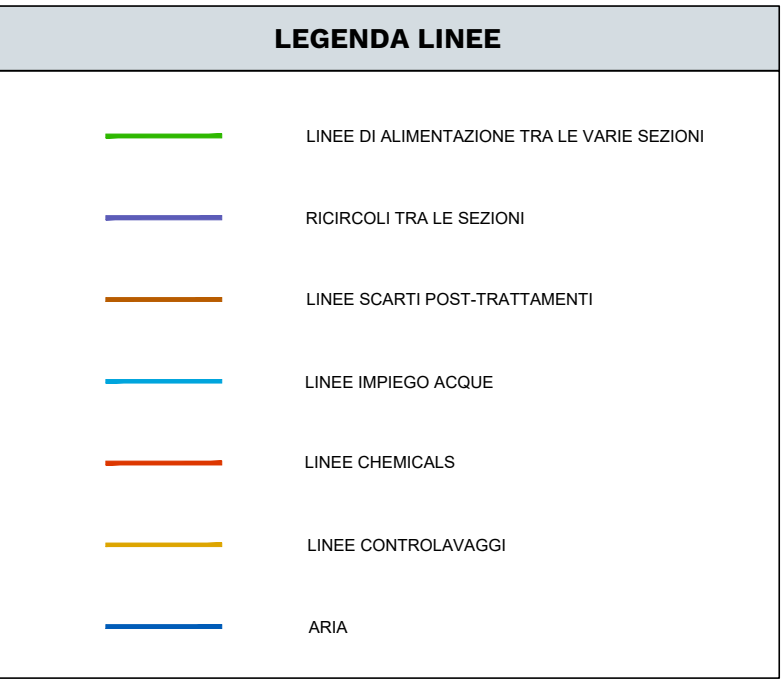 LEGENDA LINEE
LINEE DI ALIMENTAZIONE TRA LE VARIE SEZIONI
RICIRCOLI TRA LE SEZIONI
LINEE SCARTI POST-TRATTAMENTI
LINEE IMPIEGO ACQUE
LINEE CHEMICALS
LINEE CONTROLAVAGGI
ARIA